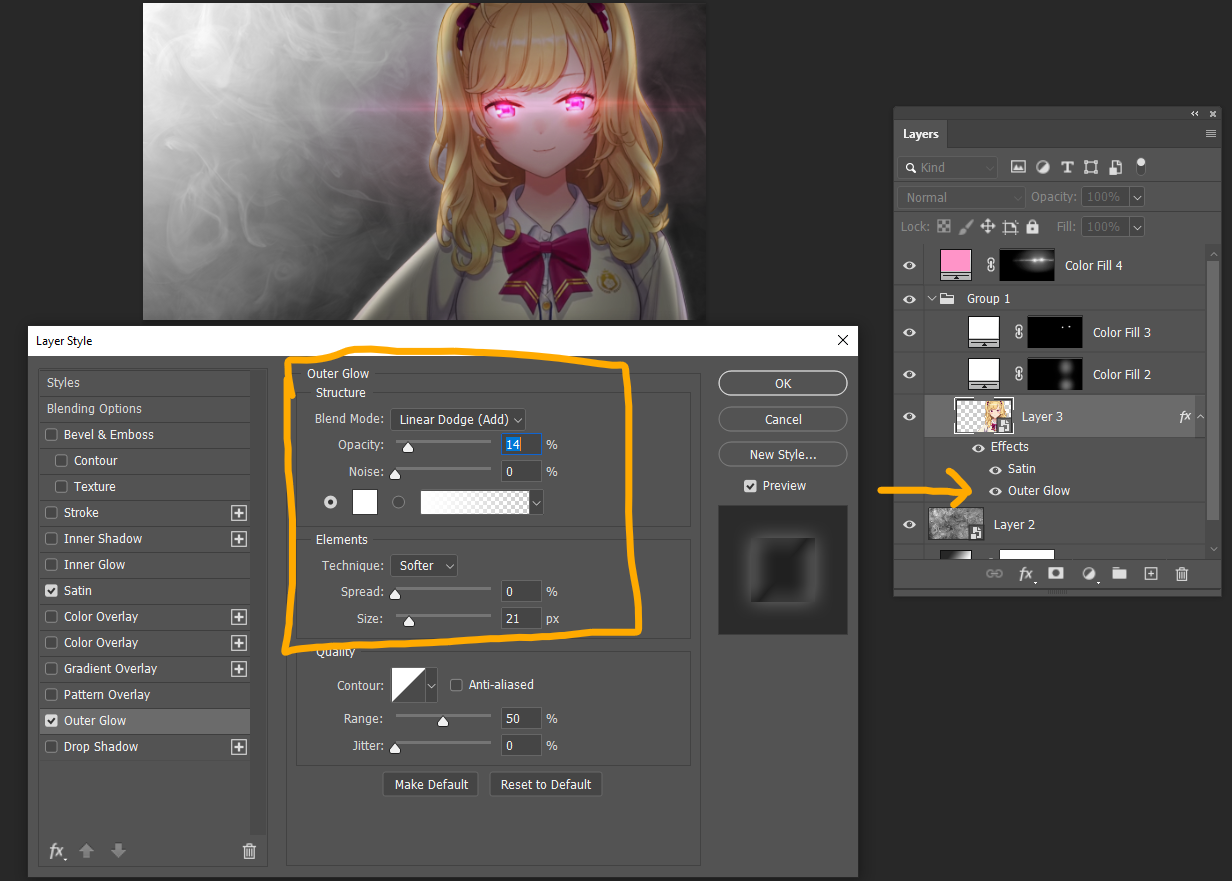 Layers
Kind
Normal Opacity: 100%
Lock: Fill: 100%
Color Fill 4
Group 1
Color Fill 3
Color Fill 2
Layer 3 fx
Effects
Satin
Outer Glow
Layer 2
fx
Layer Style
Styles
Blending Options
Bevel & Emboss
Contour
Texture
Stroke
Inner Shadow
Inner Glow
Satin
Color Overlay
Color Overlay
Gradient Overlay
Pattern Overlay
Outer Glow
Drop Shadow
fx
Outer Glow
Structure
Blend Mode: Linear Dodge (Add)
Opacity: 14 %
Noise: 0 %
Elements
Technique: Softer
Spread: 0 %
Size: 21 px
Quality
Contour: Anti-aliased
Range: 50 %
Jitter: 0 %
Make Default Reset to Default
OK
Cancel
New Style...
Preview